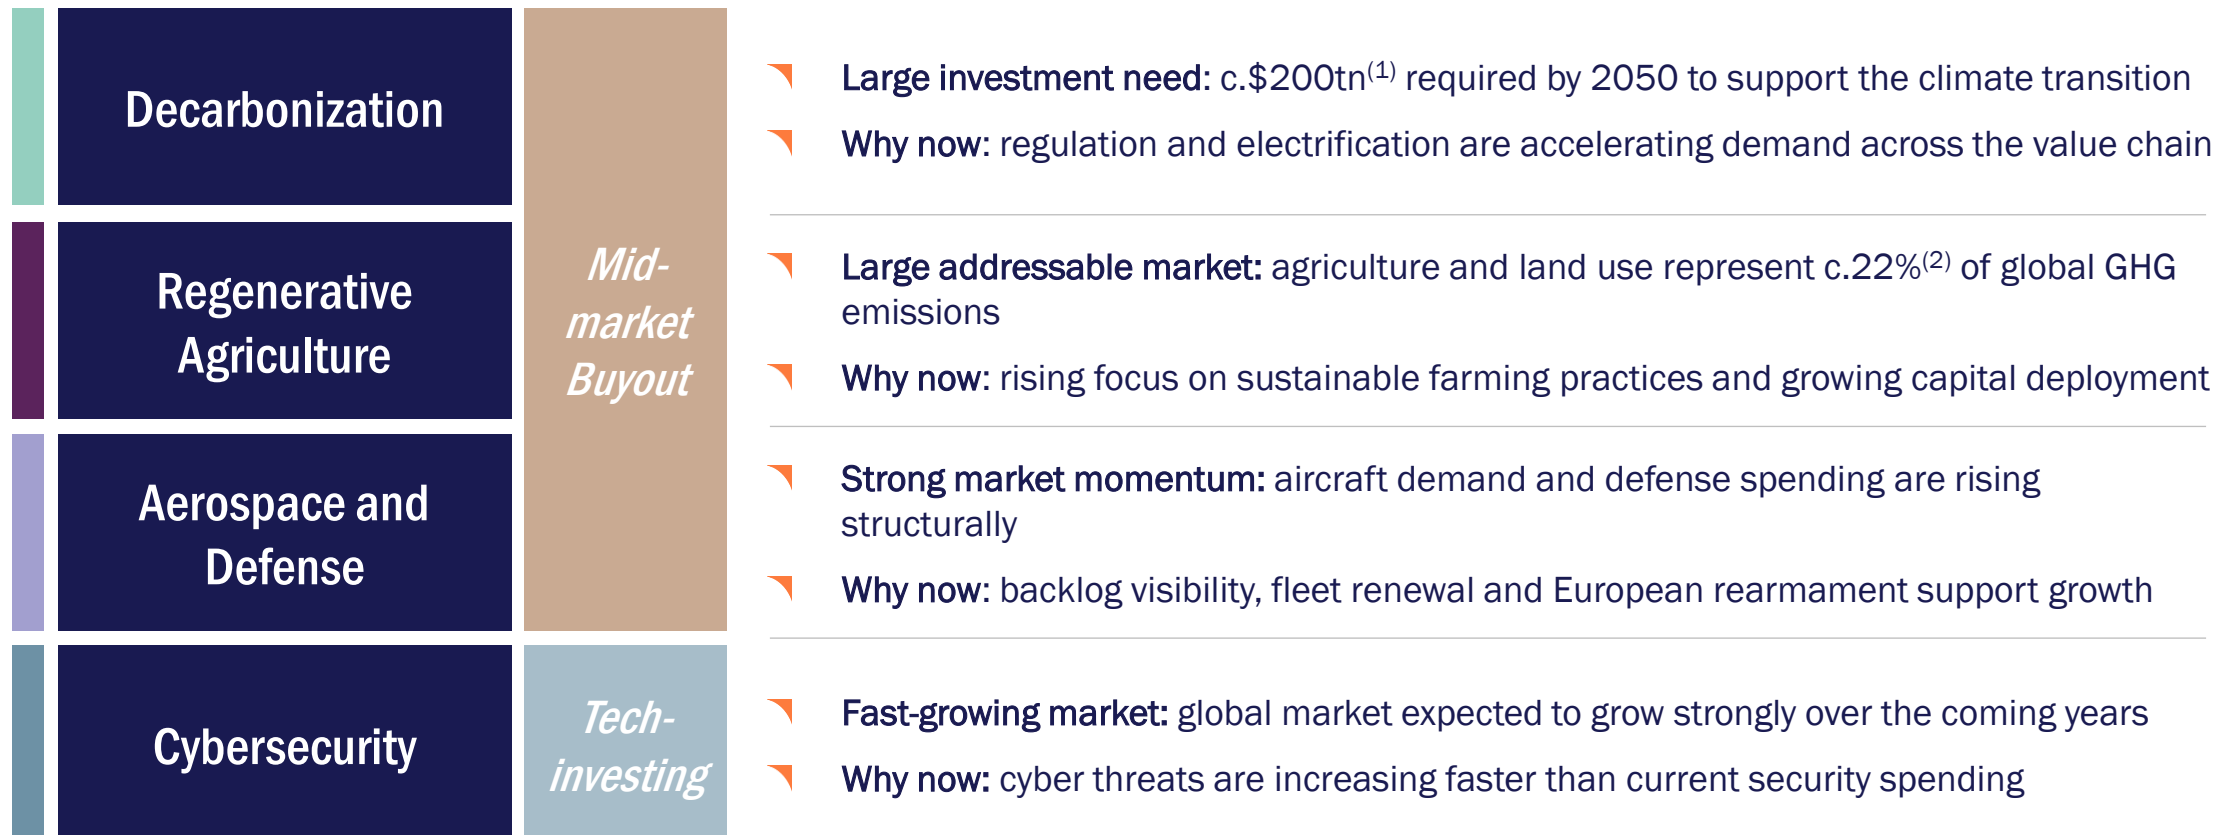 Decarbonization
Large investment need: c.$200tn(1) required by 2050 to support the climate transition
Why now: regulation and electrification are accelerating demand across the value chain
Regenerative
Agriculture
Mid-
market
Buyout
Large addressable market: agriculture and land use represent c.22%(2) of global GHG
emissions
Why now: rising focus on sustainable farming practices and growing capital deployment
Aerospace and
Defense
Strong market momentum: aircraft demand and defense spending are rising
structurally
Why now: backlog visibility, fleet renewal and European rearmament support growth
Cybersecurity
Tech-
investing
Fast-growing market: global market expected to grow strongly over the coming years
Why now: cyber threats are increasing faster than current security spending